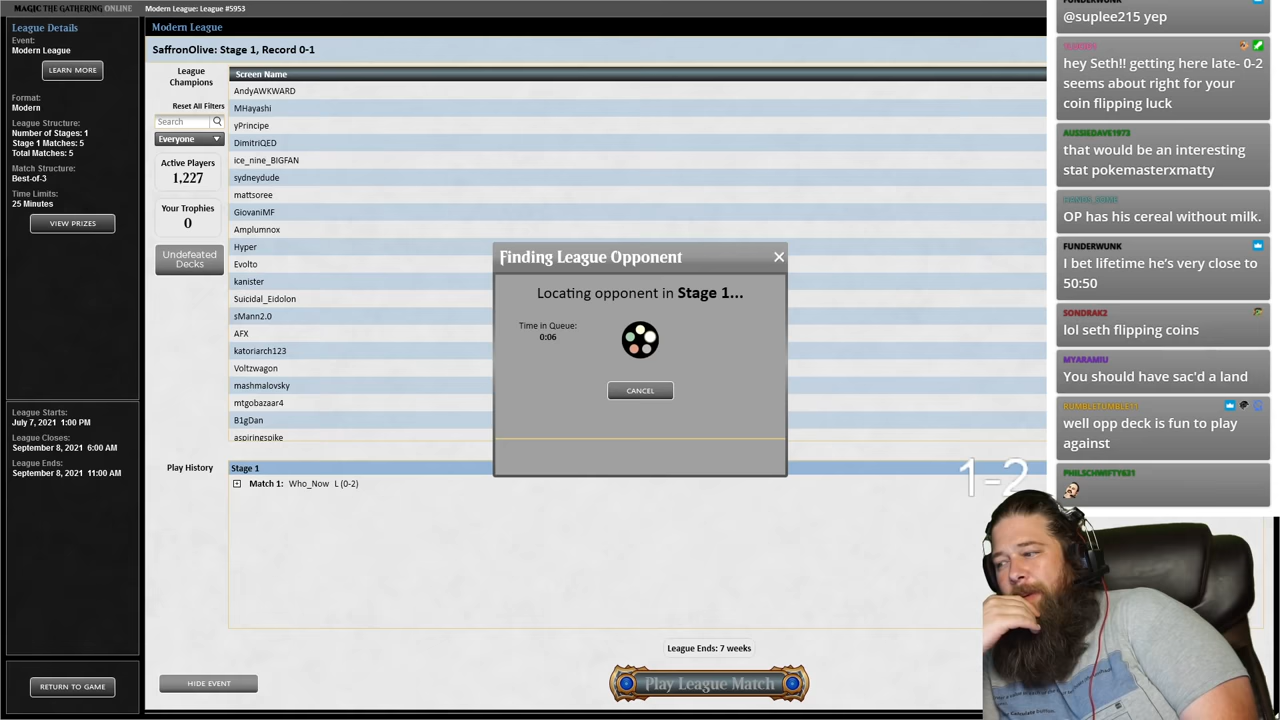 MAGIC THE GATHERING ONLINE
Modern League: League #5953
League Details
Event:
Modern League
LEARN MORE
Format:
Modern
League Structure:
Number of Stages: 1
Stage 1 Matches: 5
Total Matches: 5
Match Structure:
Best-of-3
Time Limits:
25 Minutes
VIEW PRIZES
League Starts:
July 7, 2021 1:00 PM
League Closes:
September 8, 2021 6:00 AM
League Ends:
September 8, 2021 11:00 AM
RETURN TO GAME
Modern League
SaffronOlive: Stage 1, Record 0-1
League
Champions
Reset All Filters
Search
Everyone
Active Players
1,227
Your Trophies
0
Undefeated
Decks
Screen Name
AndyAWKWARD
MHayashi
yPrincipe
DimitriQED
ice_nine_BIGFAN
sydneydude
mattsoree
GiovaniMF
Amplumnox
Hyper
Evolto
kanister
Suicidal_Eidolon
sMann2.0
AFX
katoriarch123
Voltzwagon
mashmalovsky
mtgobazaar4
B1gDan
aspiringspike
Play History
Stage 1
Match 1: Who_Now L (0-2)
Finding League Opponent
Locating opponent in Stage 1...
Time in Queue:
0:06
CANCEL
League Ends: 7 weeks
HIDE EVENT
Play League Match
1-2
FUNDERWUNK
@suplee215 yep
hey Seth!! getting here late- 0-2
seems about right for your
coin flipping luck
AUSSIEDAVE1973
that would be an interesting
stat pokemasterxmatty
OP has his cereal without milk.
FUNDERWUNK
I bet lifetime he's very close to
50:50
SONDRAK2
lol seth flipping coins
MYARAMIU
You should have sac'd a land
RUMBLETUMBLE11
well opp deck is fun to play
against
PHILSCHWIFTY631